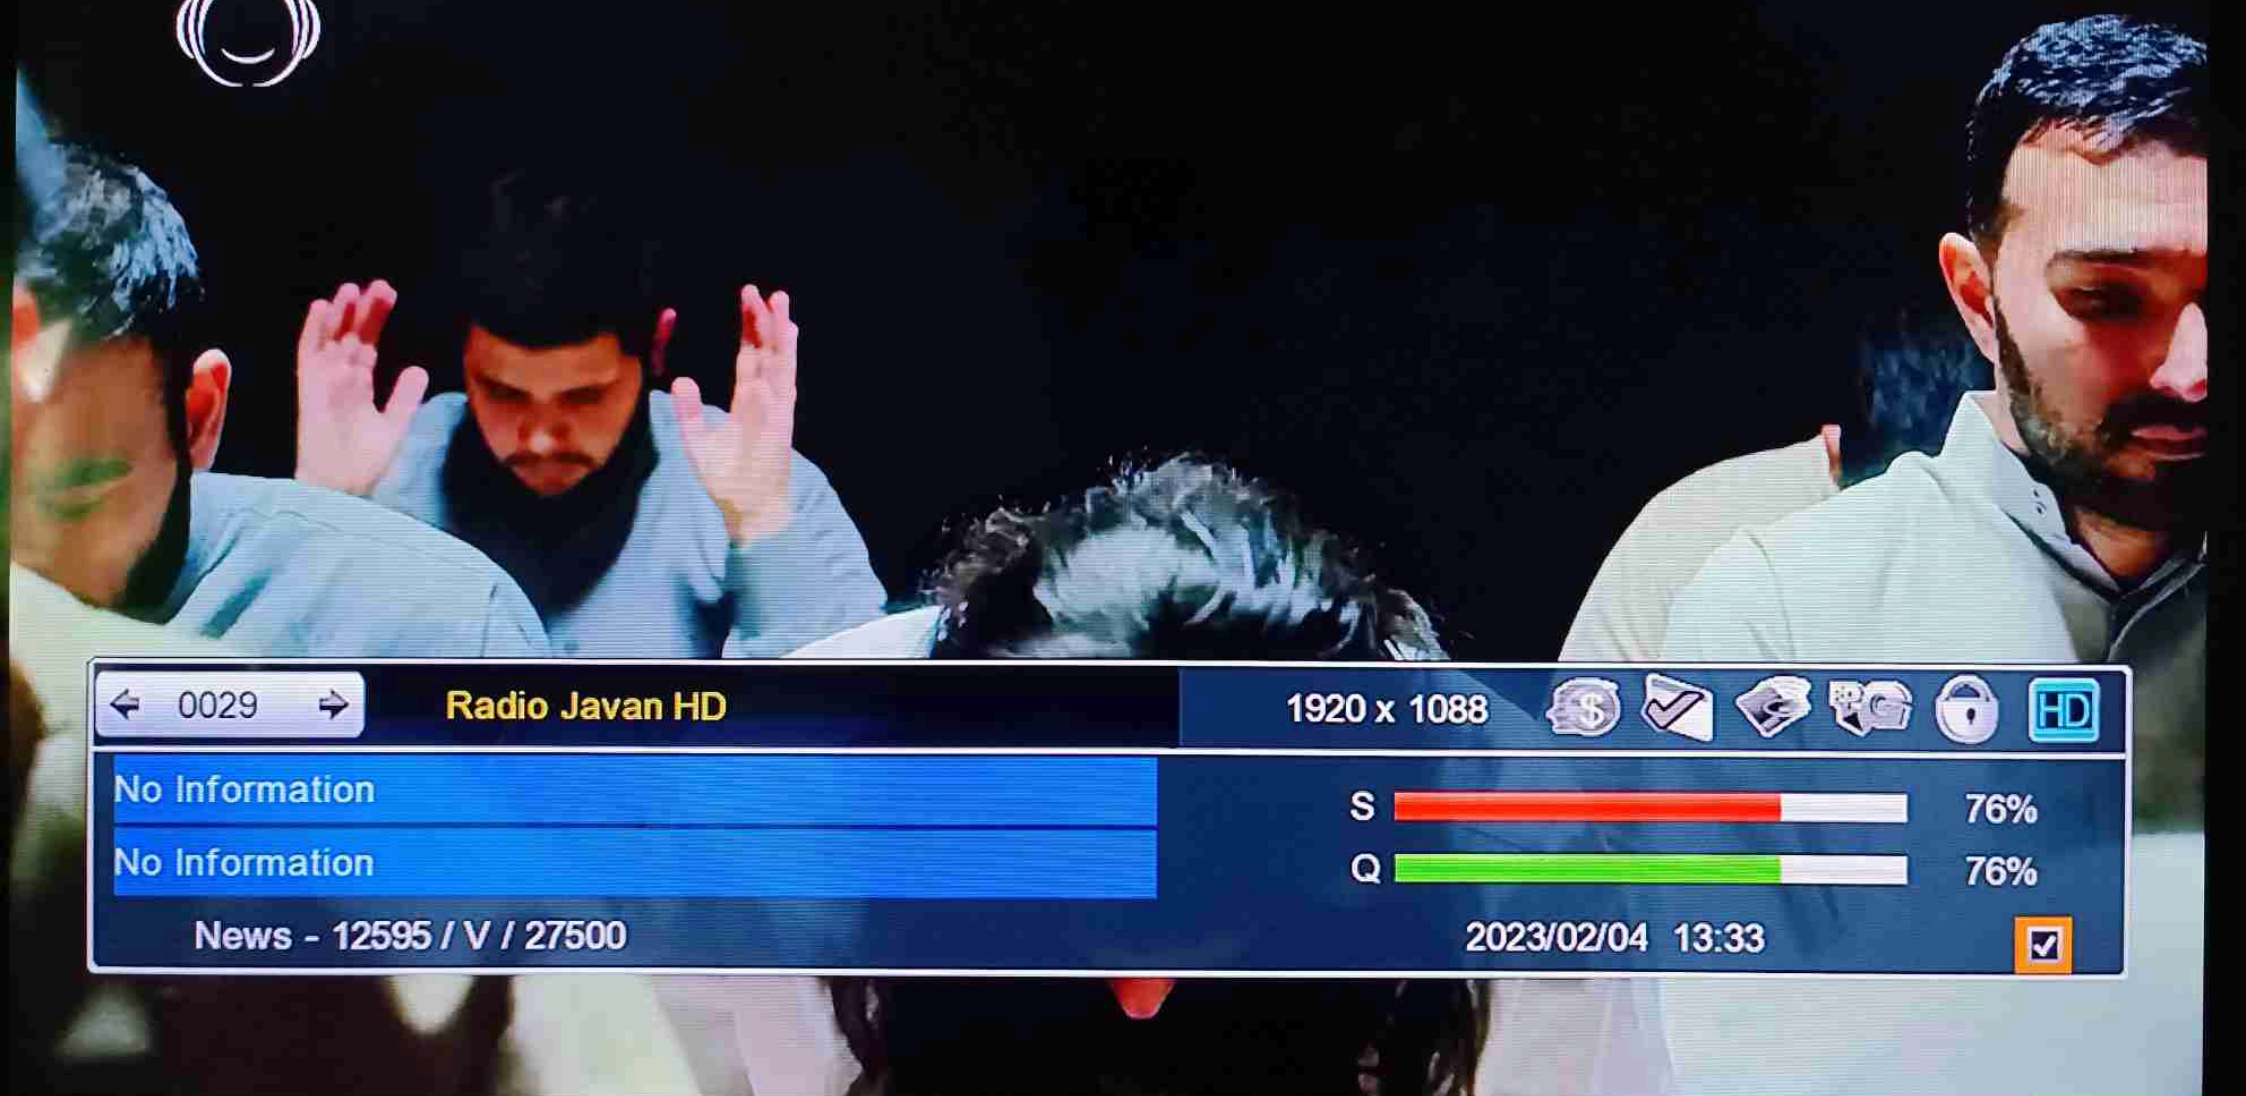 0029 Radio Javan HD 1920 x 1088 HD
No Information
No Information
S 76%
Q 76%
News - 12595 / V / 27500 2023/02/04 13:33